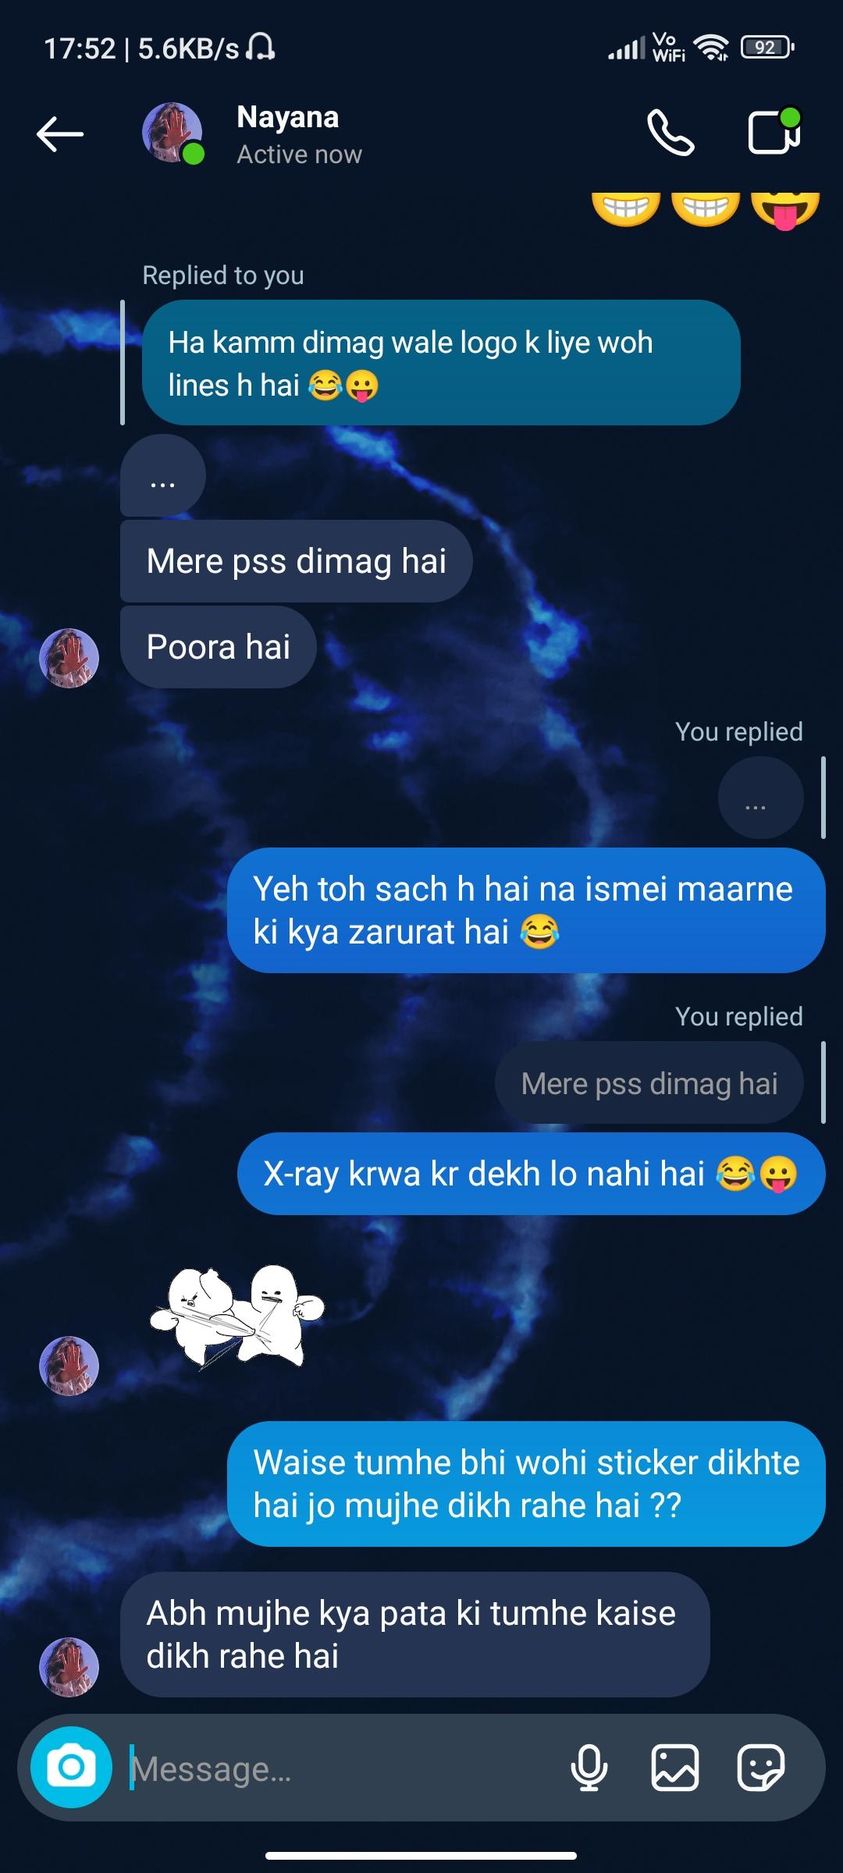 17:52 | 5.6KB/s
Vo
WiFi
92
Nayana
Active now
Replied to you
Ha kamm dimag wale logo k liye woh
lines h hai 😂😛
...
Mere pss dimag hai
Poora hai
You replied
...
Yeh toh sach h hai na ismei maarne
ki kya zarurat hai 😂
You replied
Mere pss dimag hai
X-ray krwa kr dekh lo nahi hai 😂😛
Waise tumhe bhi wohi sticker dikhte
hai jo mujhe dikh rahe hai ??
Abh mujhe kya pata ki tumhe kaise
dikh rahe hai
Message...